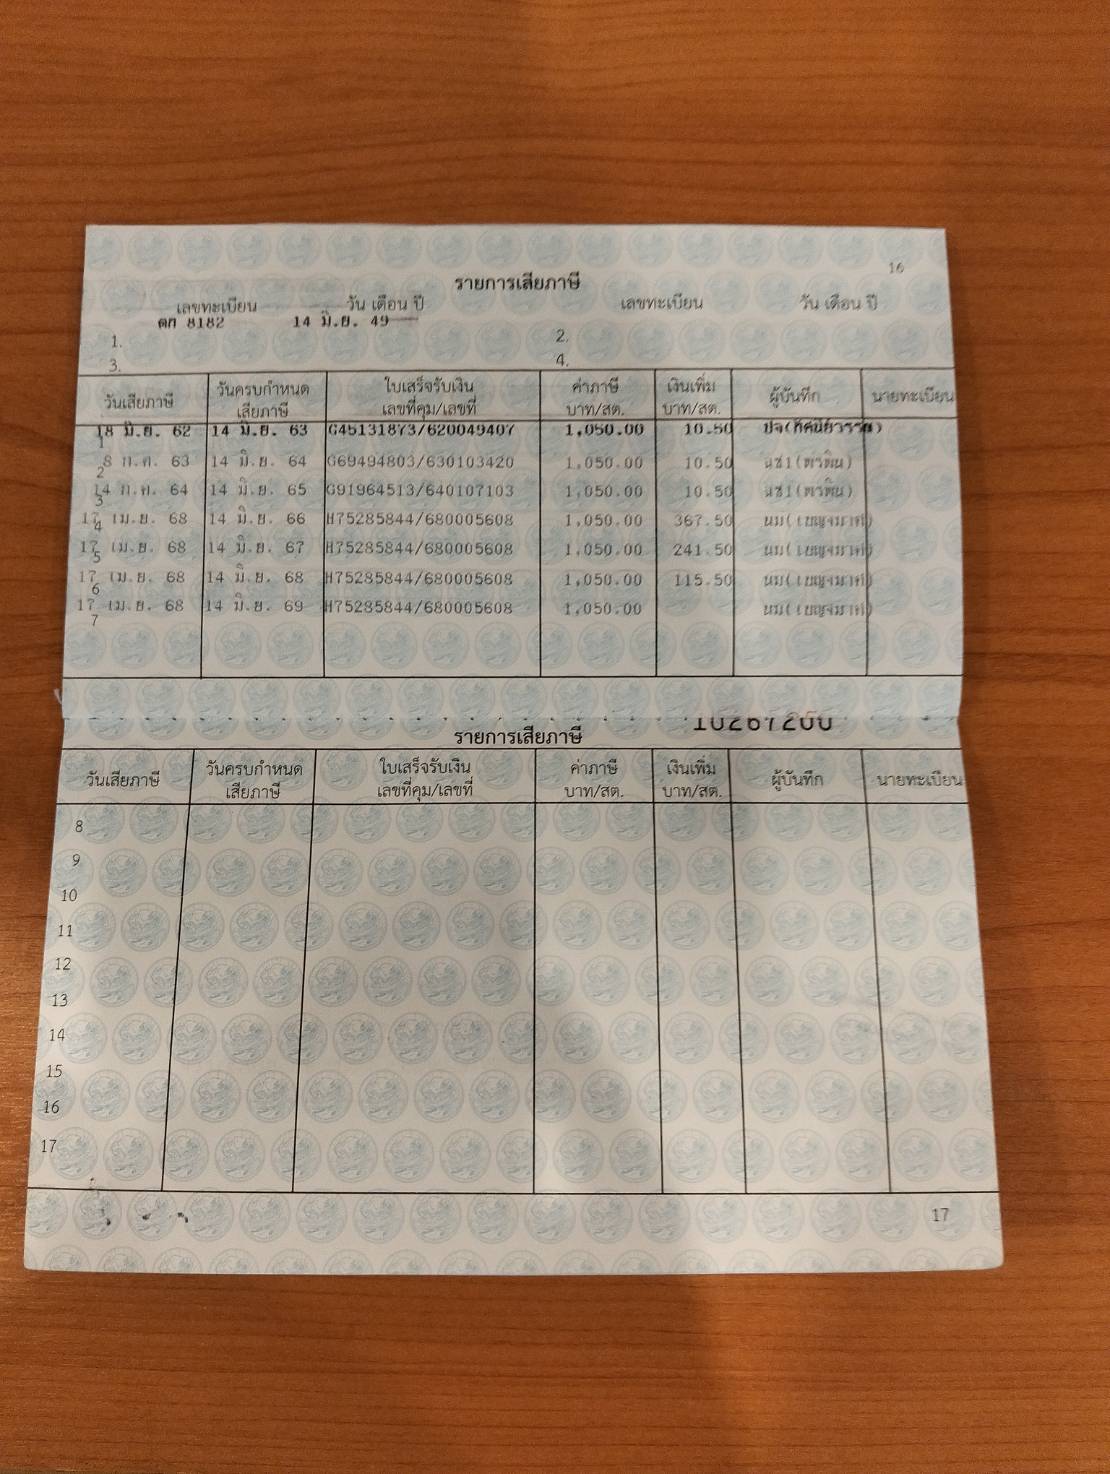 16
รายการเสียภาษี
เลขทะเบียน วัน เดือน ปี เลขทะเบียน วัน เดือน ปี
ตก 8182 14 มิ.ย. 49
1. 2.
3. 4.
วันเสียภาษี วันครบกำหนดเสียภาษี ใบเสร็จรับเงิน เลขที่คุม/เลขที่ ค่าภาษี บาท/สต. เงินเพิ่ม บาท/สต. ผู้บันทึก นายทะเบียน
1 18 มิ.ย. 62 14 มิ.ย. 63 G45131873/620049407 1,050.00 10.50
2 8 ก.ค. 63 14 มิ.ย. 64 G69494803/630103420 1,050.00 10.50
3 14 ก.ค. 64 14 มิ.ย. 65 G91964513/640107103 1,050.00 10.50
4 17 เม.ย. 68 14 มิ.ย. 66 H75285844/680005608 1,050.00 367.50
5 17 เม.ย. 68 14 มิ.ย. 67 H75285844/680005608 1,050.00 241.50
6 17 เม.ย. 68 14 มิ.ย. 68 H75285844/680005608 1,050.00 115.50
7 17 เม.ย. 68 14 มิ.ย. 69 H75285844/680005608 1,050.00
รายการเสียภาษี
วันเสียภาษี วันครบกำหนดเสียภาษี ใบเสร็จรับเงิน เลขที่คุม/เลขที่ ค่าภาษี บาท/สต. เงินเพิ่ม บาท/สต. ผู้บันทึก นายทะเบียน
8
9
10
11
12
13
14
15
16
17
17